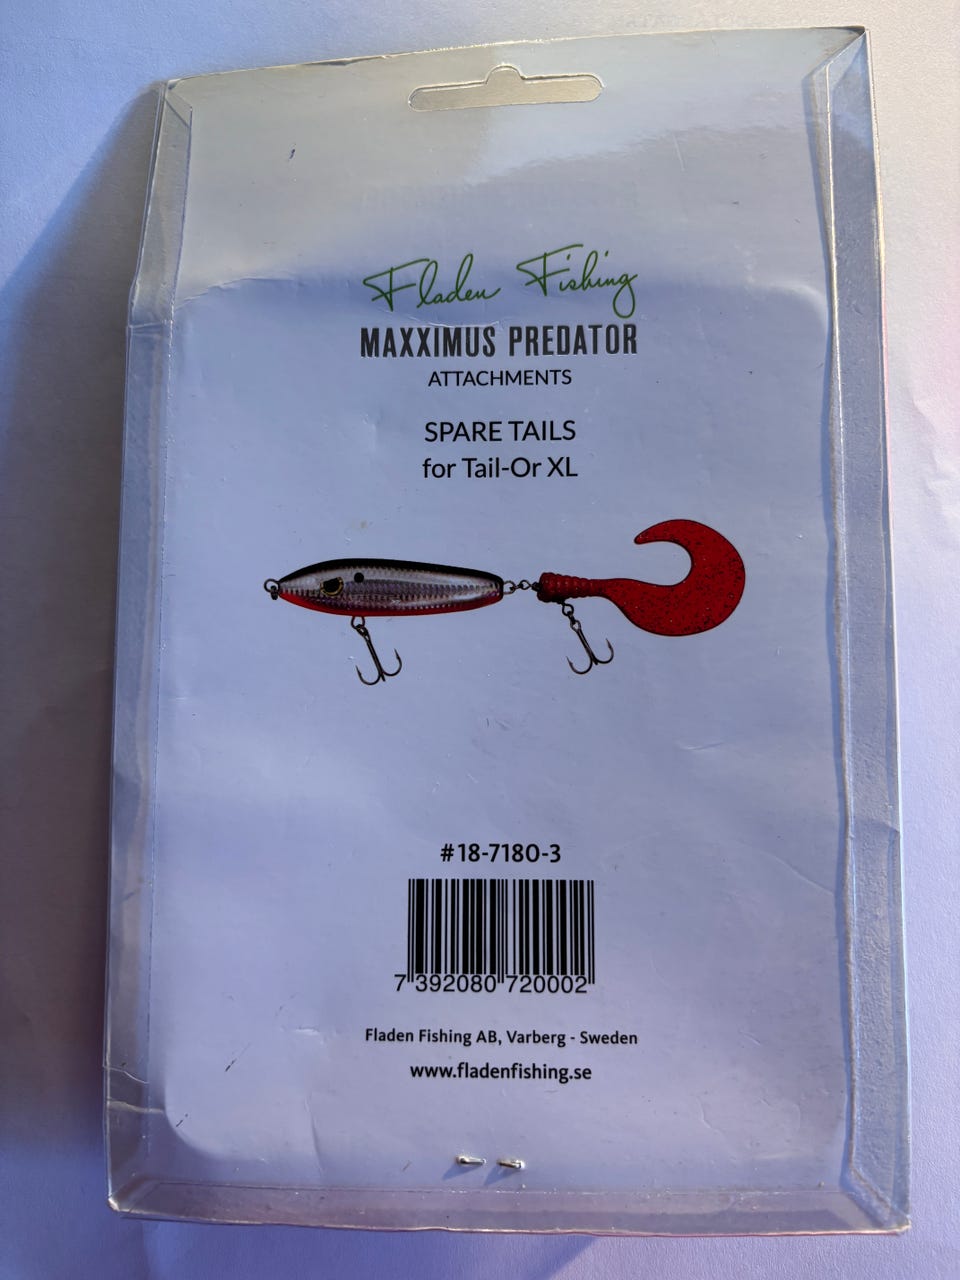 Fladen Fishing
MAXXIMUS PREDATOR
ATTACHMENTS
SPARE TAILS
for Tail-Or XL
#18-7180-3
7 392080 720002
Fladen Fishing AB, Varberg - Sweden
www.fladenfishing.se